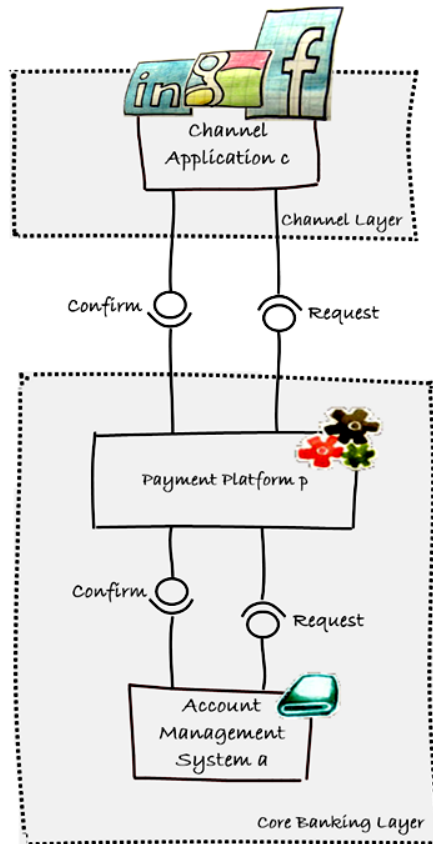 in g f
Channel
Application c
Channel Layer
Confirm
Request
Payment Platform p
Confirm
Request
Account
Management
System a
Core Banking Layer